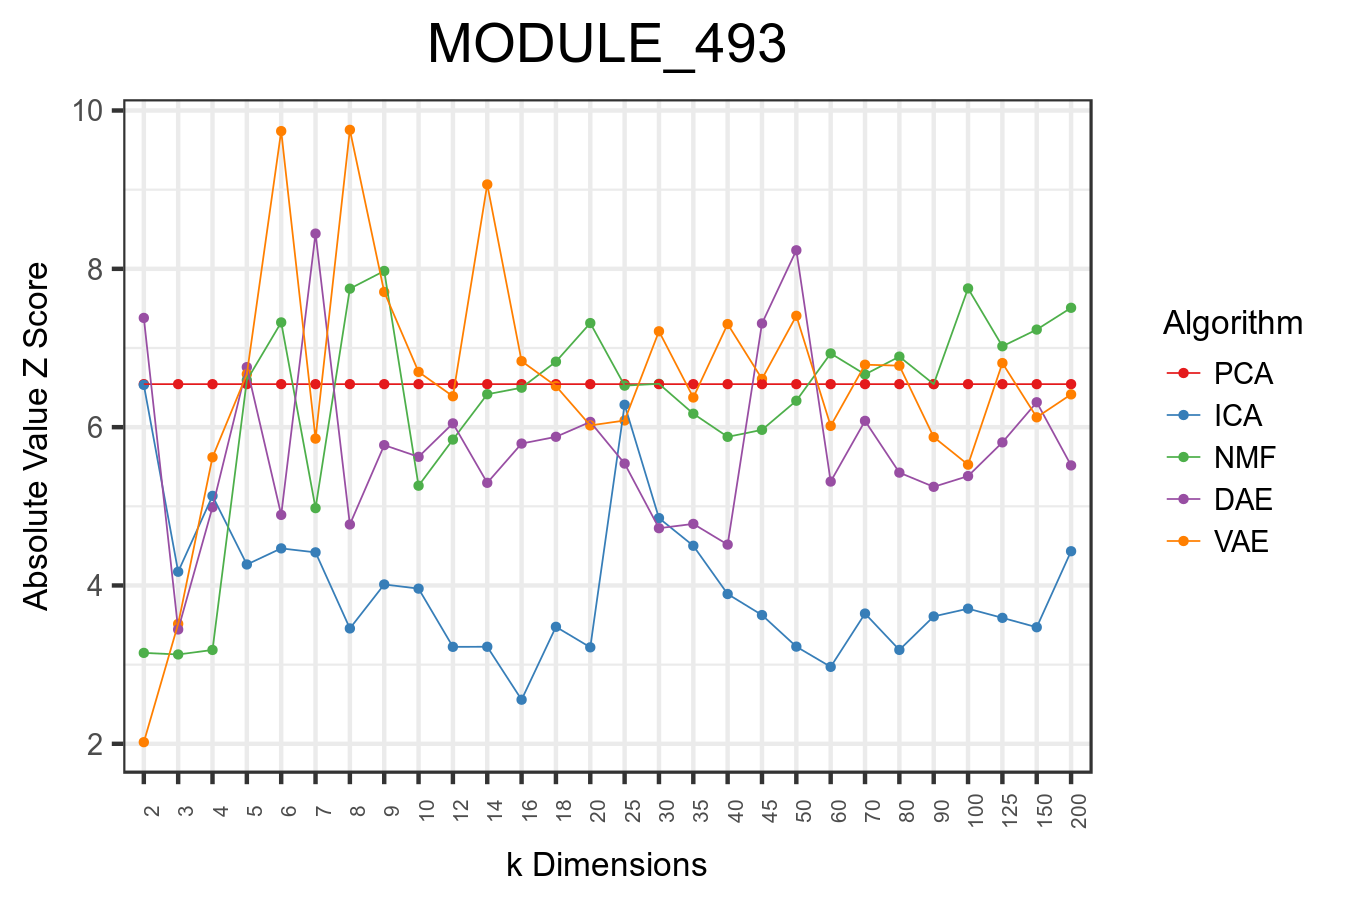 MODULE_493
Absolute Value Z Score
10
8
6
4
2
2 3 4 5 6 7 8 9 10 12 14 16 18 20 25 30 35 40 45 50 60 70 80 90 100 125 150 200
k Dimensions
Algorithm
PCA
ICA
NMF
DAE
VAE